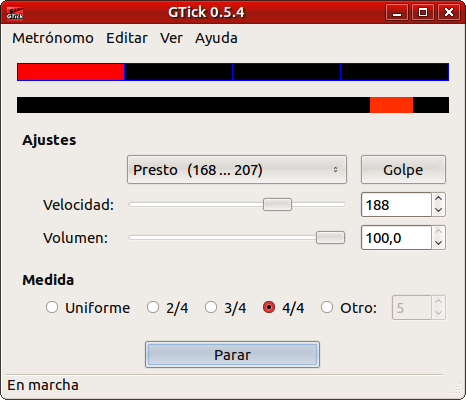 GTick 0.5.4
GTick
Metrónomo Editar Ver Ayuda
Ajustes
Presto (168 ... 207) Golpe
Velocidad: 188
Volumen: 100,0
Medida
Uniforme 2/4 3/4 4/4 Otro: 5
Parar
En marcha